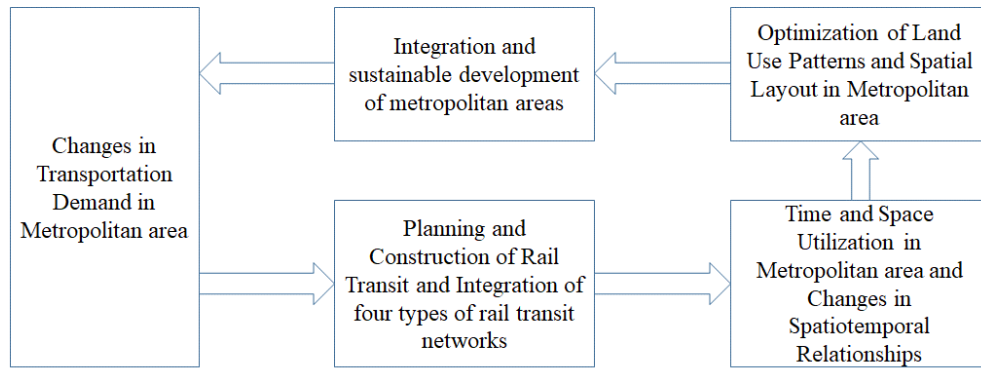 Changes in
Transportation
Demand in
Metropolitan area
Integration and
sustainable development
of metropolitan areas
Optimization of Land
Use Patterns and Spatial
Layout in Metropolitan
area
Planning and
Construction of Rail
Transit and Integration of
four types of rail transit
networks
Time and Space
Utilization in
Metropolitan area and
Changes in
Spatiotemporal
Relationships